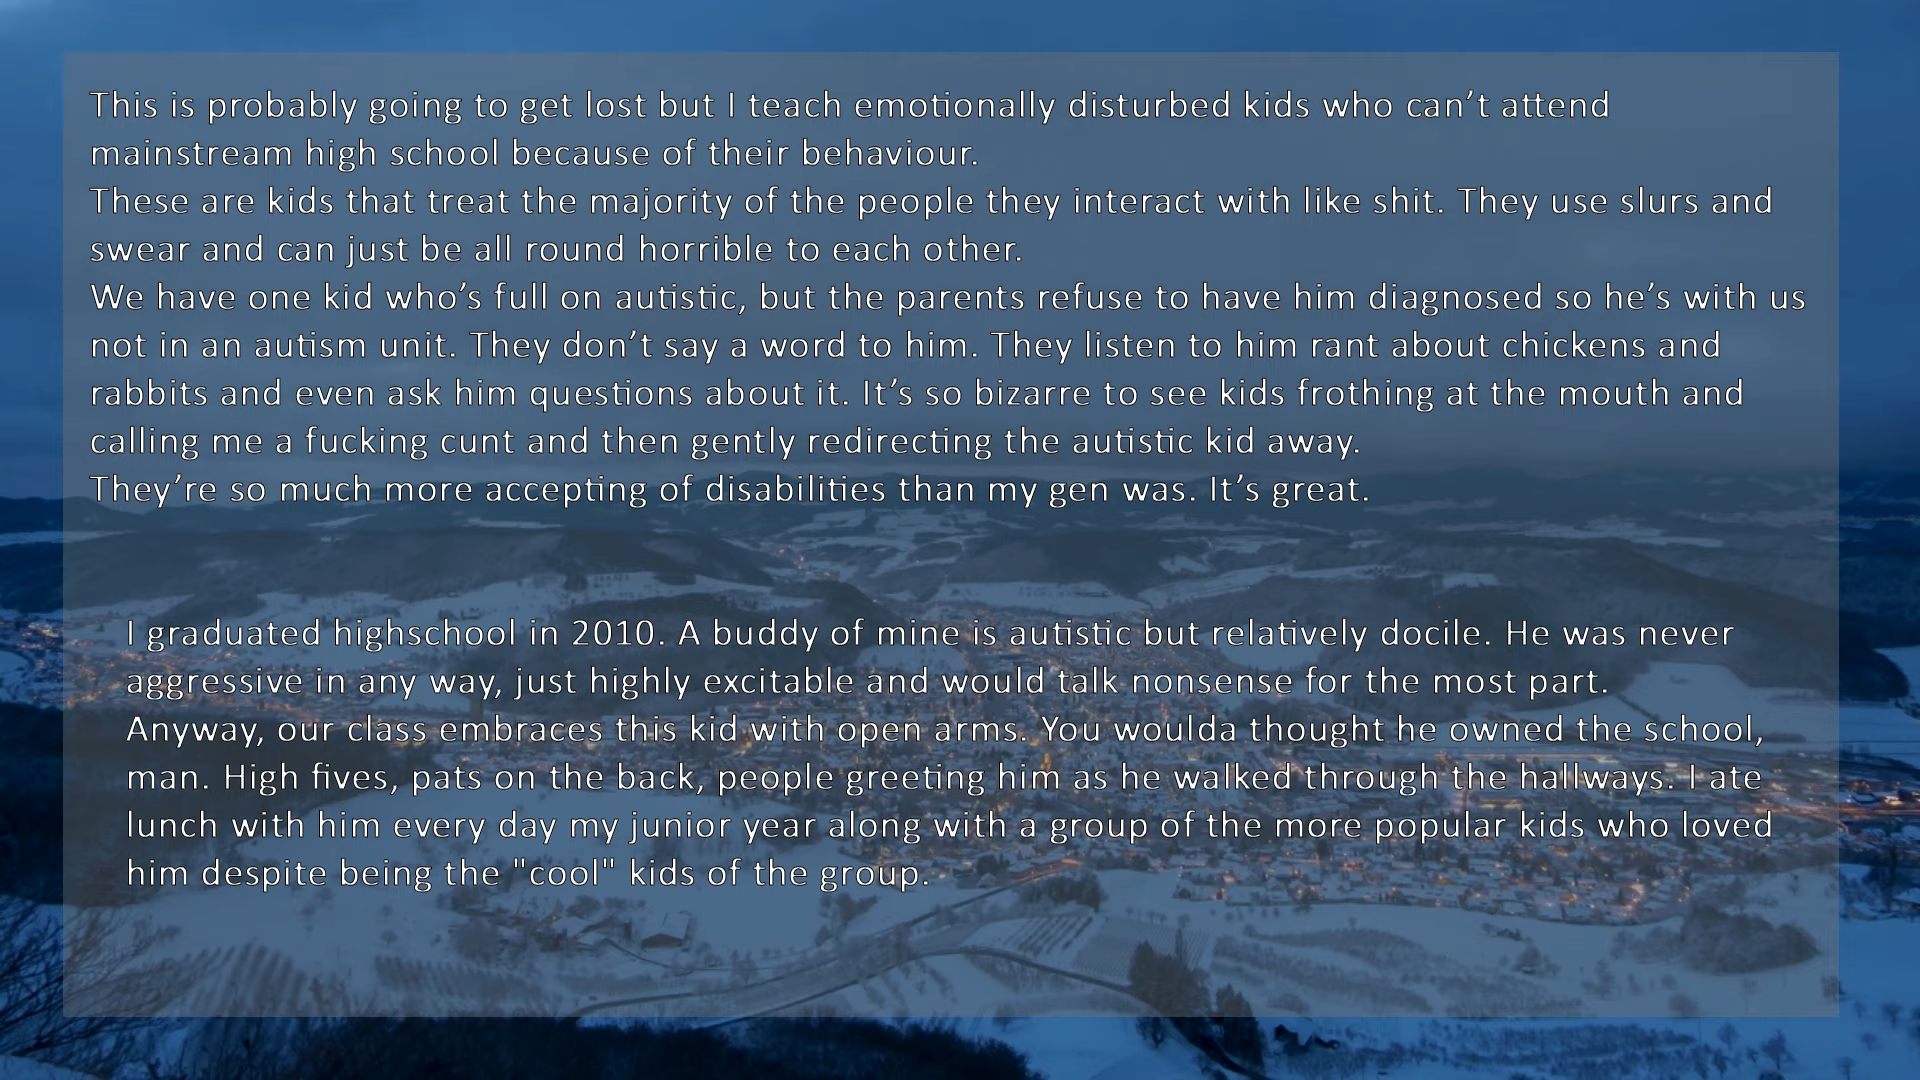 This is probably going to get lost but I teach emotionally disturbed kids who can’t attend
mainstream high school because of their behaviour.
These are kids that treat the majority of the people they interact with like shit. They use slurs and
swear and can just be all round horrible to each other.
We have one kid who’s full on autistic, but the parents refuse to have him diagnosed so he’s with us
not in an autism unit. They don’t say a word to him. They listen to him rant about chickens and
rabbits and even ask him questions about it. It’s so bizarre to see kids frothing at the mouth and
calling me a fucking cunt and then gently redirecting the autistic kid away.
They’re so much more accepting of disabilities than my gen was. It’s great.
I graduated highschool in 2010. A buddy of mine is autistic but relatively docile. He was never
aggressive in any way, just highly excitable and would talk nonsense for the most part.
Anyway, our class embraces this kid with open arms. You woulda thought he owned the school,
man. High fives, pats on the back, people greeting him as he walked through the hallways. I ate
lunch with him every day my junior year along with a group of the more popular kids who loved
him despite being the "cool" kids of the group.